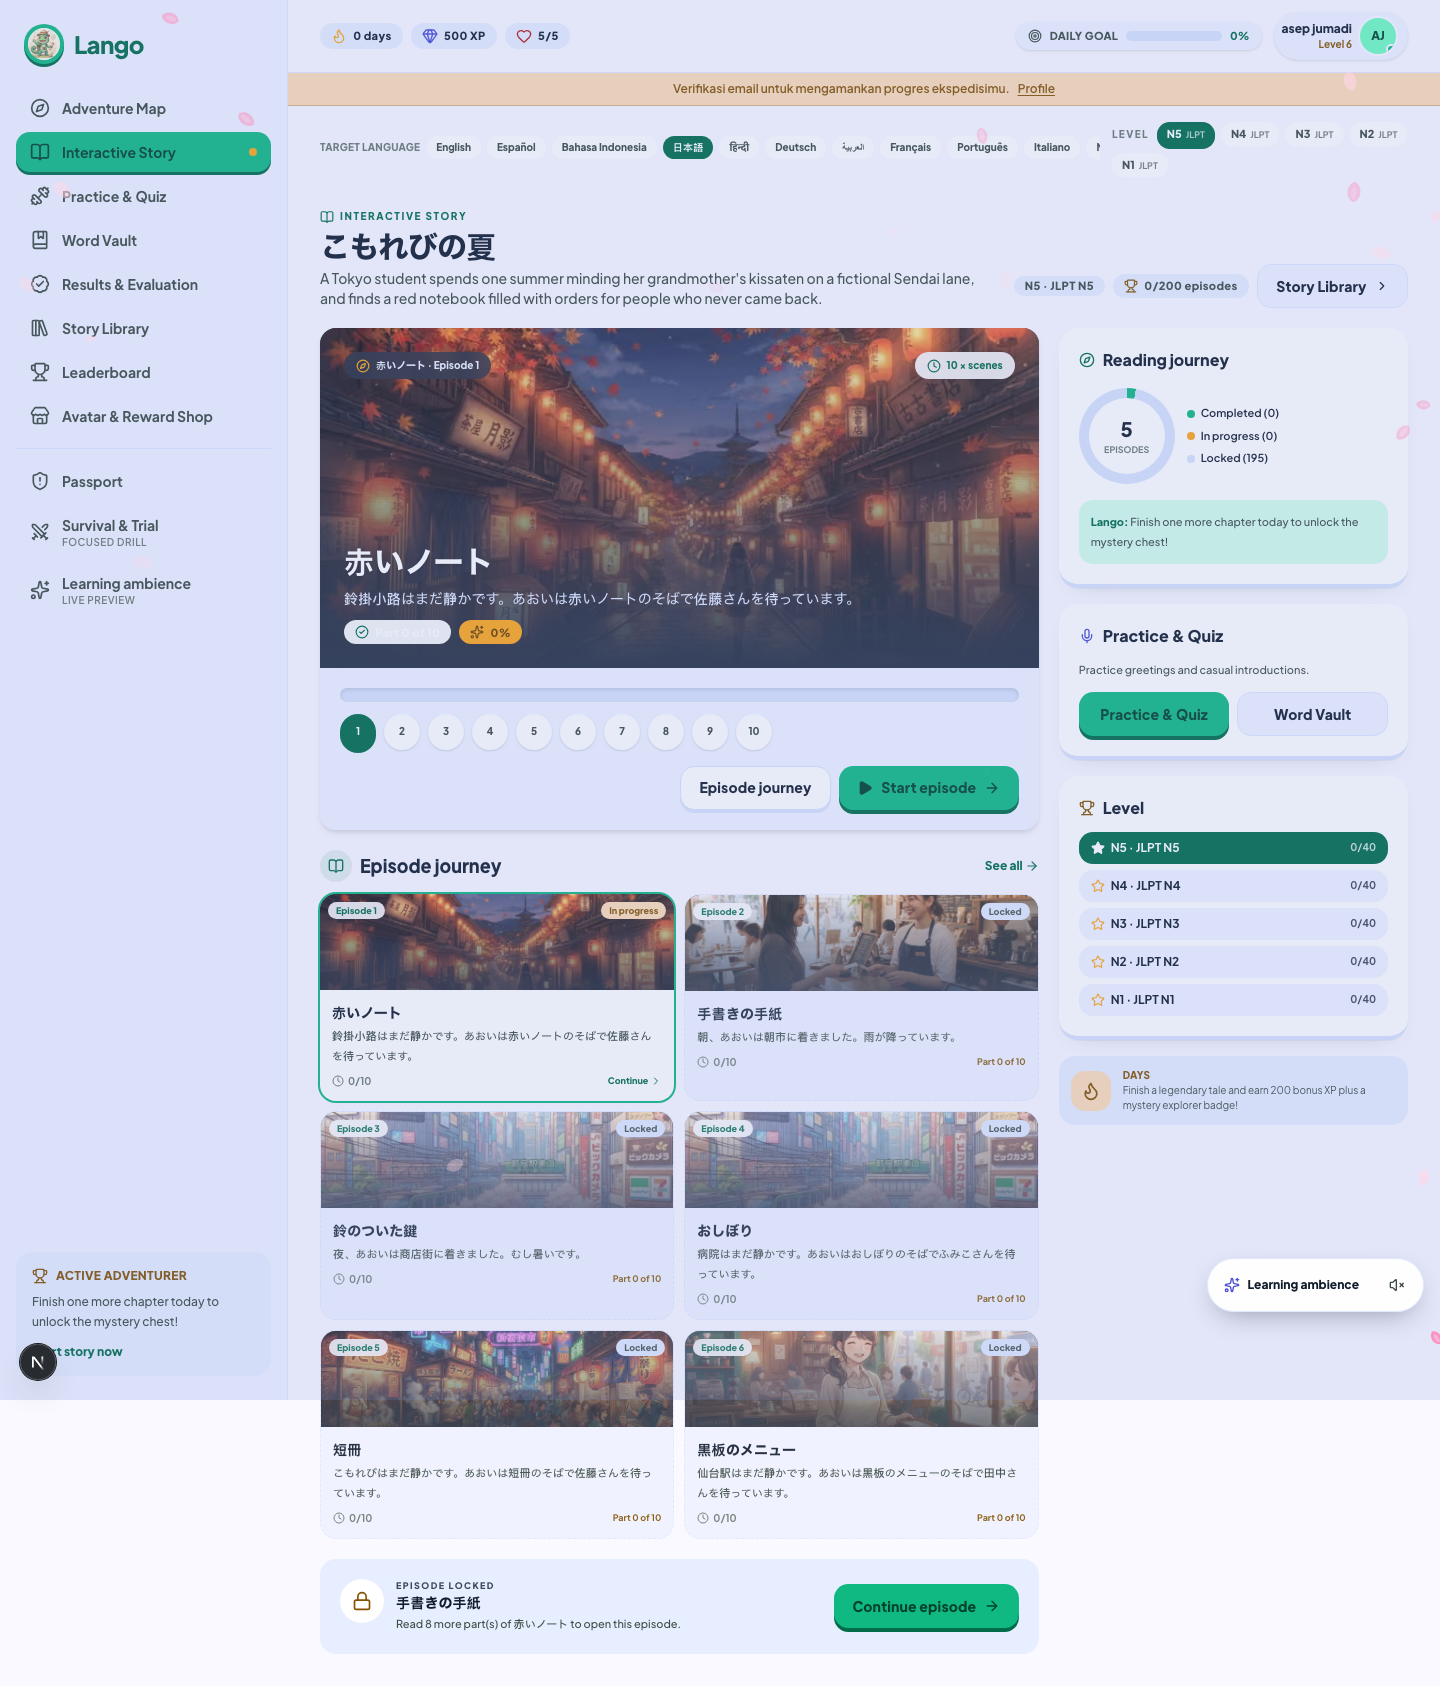 Lango
Adventure Map
Interactive Story
Practice & Quiz
Word Vault
Results & Evaluation
Story Library
Leaderboard
Avatar & Reward Shop
Passport
Survival & Trial
FOCUSED DRILL
Learning ambience
LIVE PREVIEW
ACTIVE ADVENTURER
Finish one more chapter today to
unlock the mystery chest!
story now
N
0 days
500 XP
5/5
DAILY GOAL
0%
asep jumadi
Level 6
AJ
Verifikasi email untuk mengamankan progres ekspedisimu. Profile
TARGET LANGUAGE English Español Bahasa Indonesia 日本語 हिन्दी Deutsch العربية Français Português Italiano
LEVEL N5 JLPT N4 JLPT N3 JLPT N2 JLPT
N1 JLPT
INTERACTIVE STORY
こもれびの夏
A Tokyo student spends one summer minding her grandmother's kissaten on a fictional Sendai lane,
and finds a red notebook filled with orders for people who never came back.
N5 · JLPT N5
0/200 episodes
Story Library
赤いノート · Episode 1
10 × scenes
赤いノート
鈴掛小路はまだ静かです。あおいは赤いノートのそばで佐藤さんを待っています。
Part 0 of 10
0%
1 2 3 4 5 6 7 8 9 10
Episode journey
Start episode
Episode journey
See all
Episode 1
In progress
赤いノート
鈴掛小路はまだ静かです。あおいは赤いノートのそばで佐藤さん
を待っています。
0/10
Continue
Episode 2
Locked
手書きの手紙
朝、あおいは朝市に着きました。雨が降っています。
0/10
Part 0 of 10
Episode 3
Locked
鈴のついた鍵
夜、あおいは商店街に着きました。むし暑いです。
0/10
Part 0 of 10
Episode 4
Locked
ビックカメラ
おしぼり
病院はまだ静かです。あおいはおしぼりのそばでふみこさんを待
っています。
0/10
Part 0 of 10
Episode 5
Locked
短冊
こもれびはまだ静かです。あおいは短冊のそばで佐藤さんを待っ
ています。
0/10
Part 0 of 10
Episode 6
Locked
黒板のメニュー
仙台駅はまだ静かです。あおいは黒板のメニューのそばで田中さ
んを待っています。
0/10
Part 0 of 10
EPISODE LOCKED
手書きの手紙
Read 8 more part(s) of 赤いノート to open this episode.
Continue episode
Reading journey
5
EPISODES
Completed (0)
In progress (0)
Locked (195)
Lango: Finish one more chapter today to unlock the
mystery chest!
Practice & Quiz
Practice greetings and casual introductions.
Practice & Quiz
Word Vault
Level
N5 · JLPT N5 0/40
N4 · JLPT N4 0/40
N3 · JLPT N3 0/40
N2 · JLPT N2 0/40
N1 · JLPT N1 0/40
DAYS
Finish a legendary tale and earn 200 bonus XP plus a
mystery explorer badge!
Learning ambience